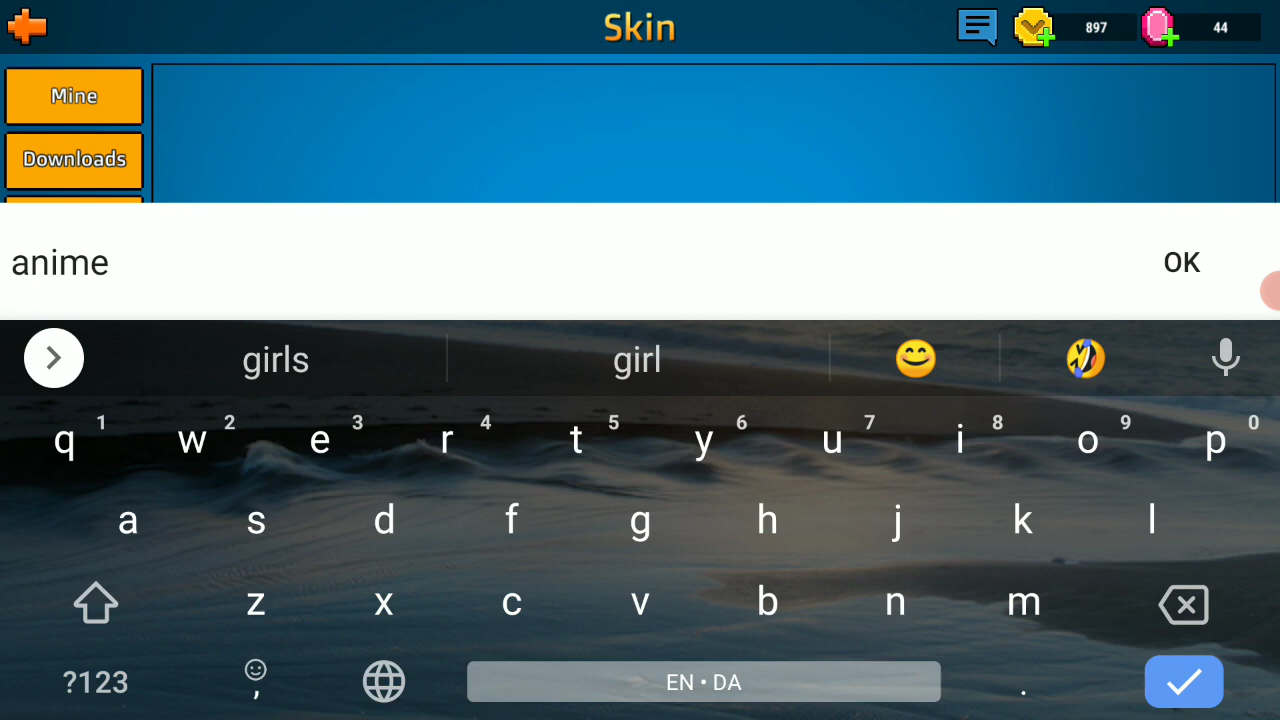 Skin
897
44
Mine
Downloads
anime
OK
girls
girl
😊
🤣
q 1 w 2 e 3 r 4 t 5 y 6 u 7 i 8 o 9 p 0
a s d f g h j k l
z x c v b n m
?123 , EN • DA .